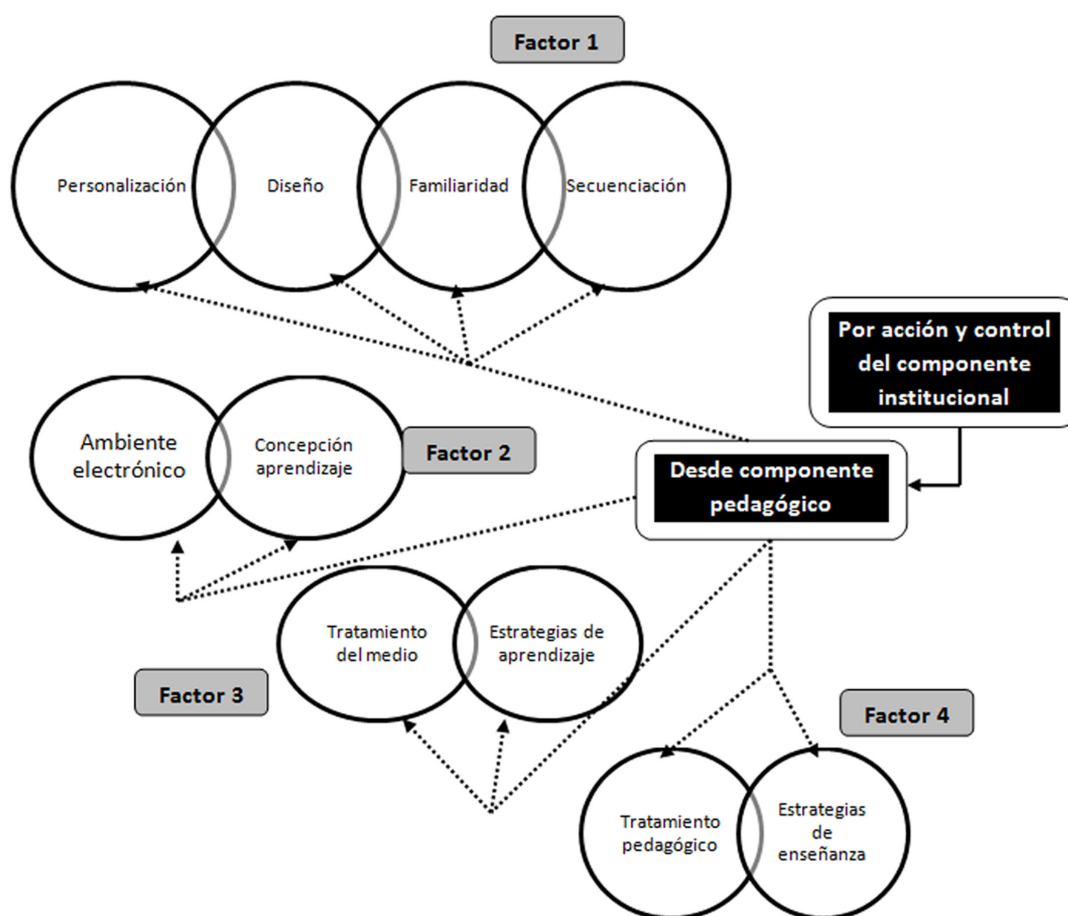 Factor 1
Personalización
Diseño
Familiaridad
Secuenciación
Por acción y control
del componente
institucional
Ambiente
electrónico
Concepción
aprendizaje
Factor 2
Desde componente
pedagógico
Tratamiento
del medio
Estrategias de
aprendizaje
Factor 3
Factor 4
Tratamiento
pedagógico
Estrategias
de
enseñanza